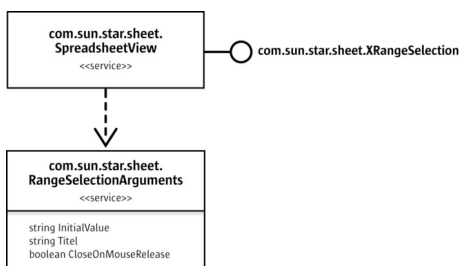 com.sun.star.sheet.
SpreadsheetView
<<service>>
com.sun.star.sheet.XRangeSelection
com.sun.star.sheet.
RangeSelectionArguments
<<service>>
string InitialValue
string Titel
boolean CloseOnMouseRelease